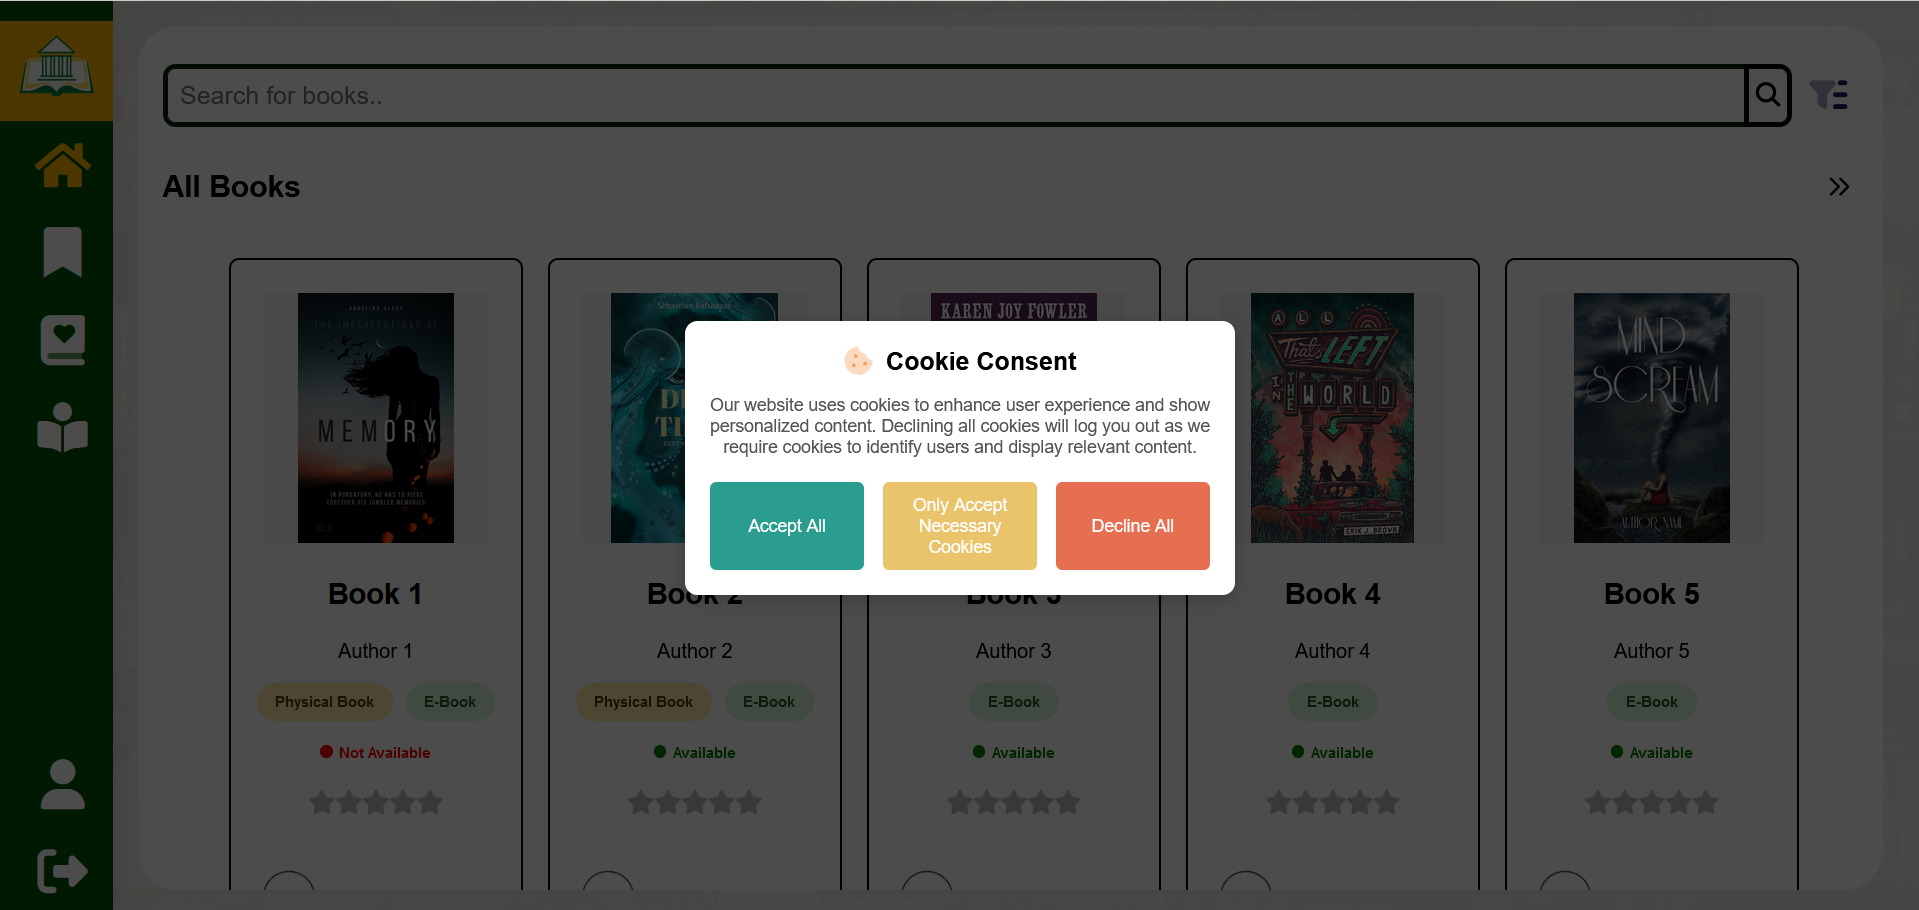 Search for books..
All Books
ANGELINA ALUDO
THE IMPERFECTIONS OF
MEMORY
IN PURGATORY, HE HAS TO PIECE
TOGETHER HIS JUMBLED MEMORIES
Sebastian Baltnazar
KAREN JOY FOWLER
ALL
That's LEFT
IN THE WORLD
ERIK J. BROWN
MIND
SCREAM
AUTHOR NAME
Cookie Consent
Our website uses cookies to enhance user experience and show
personalized content. Declining all cookies will log you out as we
require cookies to identify users and display relevant content.
Accept All
Only Accept
Necessary
Cookies
Decline All
Book 1
Book 2
Book 3
Book 4
Book 5
Author 1
Author 2
Author 3
Author 4
Author 5
Physical Book
E-Book
Physical Book
E-Book
E-Book
E-Book
E-Book
Not Available
Available
Available
Available
Available